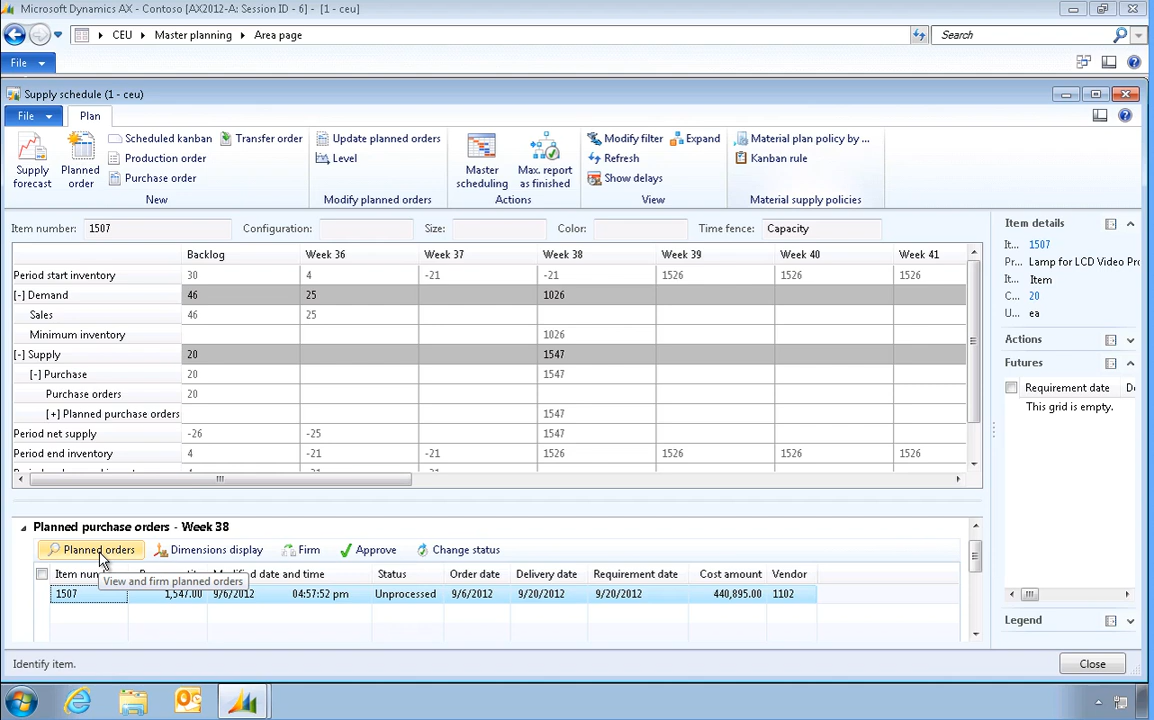 Microsoft Dynamics AX - Contoso [AX2012-A: Session ID - 6] - [1 - ceu]
CEU Master planning Area page Search
File
Supply schedule (1 - ceu)
File Plan
Supply forecast
Planned order
Scheduled kanban
Transfer order
Production order
Purchase order
New
Update planned orders
Level
Modify planned orders
Master scheduling
Max. report as finished
Actions
Modify filter
Expand
Refresh
Show delays
View
Material plan policy by ...
Kanban rule
Material supply policies
Item number: 1507 Configuration: Size: Color: Time fence: Capacity
Backlog Week 36 Week 37 Week 38 Week 39 Week 40 Week 41
Period start inventory 30 4 -21 -21 1526 1526 1526
[-] Demand 46 25 1026
Sales 46 25
Minimum inventory 1026
[-] Supply 20 1547
[-] Purchase 20 1547
Purchase orders 20
[+] Planned purchase orders 1547
Period net supply -26 -25 1547
Period end inventory 4 -21 -21 1526 1526 1526 1526
Item details
It... 1507
Pr... Lamp for LCD Video Pro
It... Item
C... 20
U... ea
Actions
Futures
Requirement date
This grid is empty.
Legend
Planned purchase orders - Week 38
Planned orders Dimensions display Firm Approve Change status
Item num Modified date and time Status Order date Delivery date Requirement date Cost amount Vendor
View and firm planned orders
1507 1,547.00 9/6/2012 04:57:52 pm Unprocessed 9/6/2012 9/20/2012 9/20/2012 440,895.00 1102
Identify item.
Close